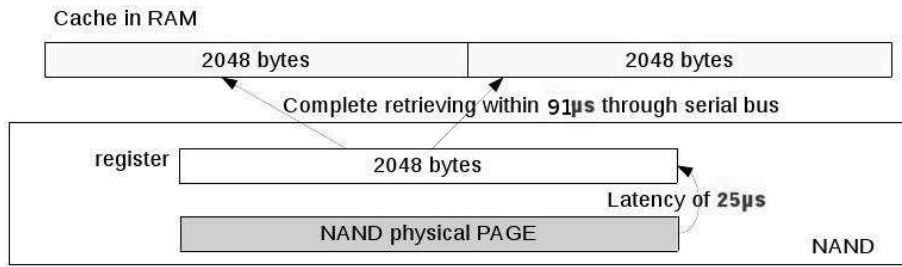 Cache in RAM
2048 bytes 2048 bytes
Complete retrieving within 91µs through serial bus
register
2048 bytes
Latency of 25µs
NAND physical PAGE
NAND